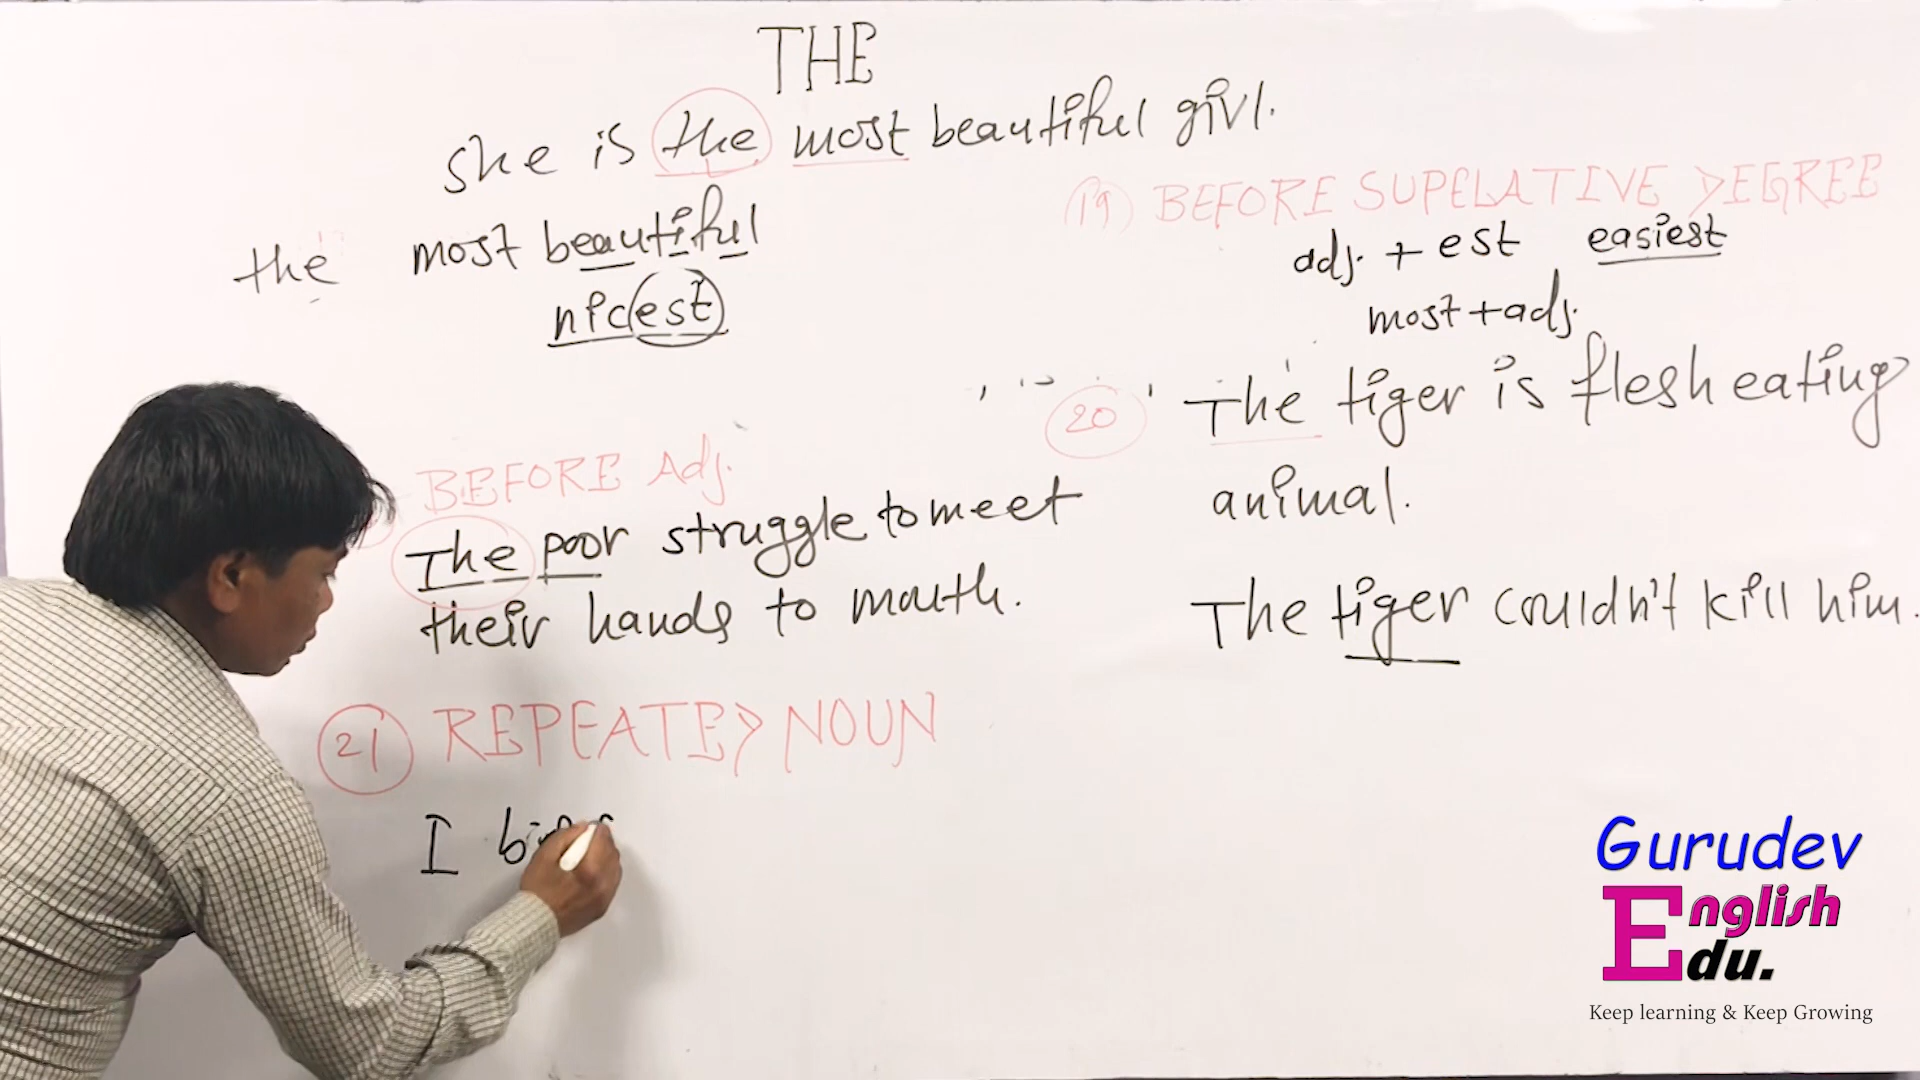 THE
she is the most beautiful girl.
the most beautiful
nicest
19 BEFORE SUPELATIVE DEGREE
adj. + est easiest
most + adj.
BEFORE Adj.
The poor struggle to meet
their hands to mouth.
20 The tiger is flesh eating
animal.
The tiger couldn't kill him.
21 REPEATED NOUN
I
Gurudev
English
Edu.
Keep learning & Keep Growing